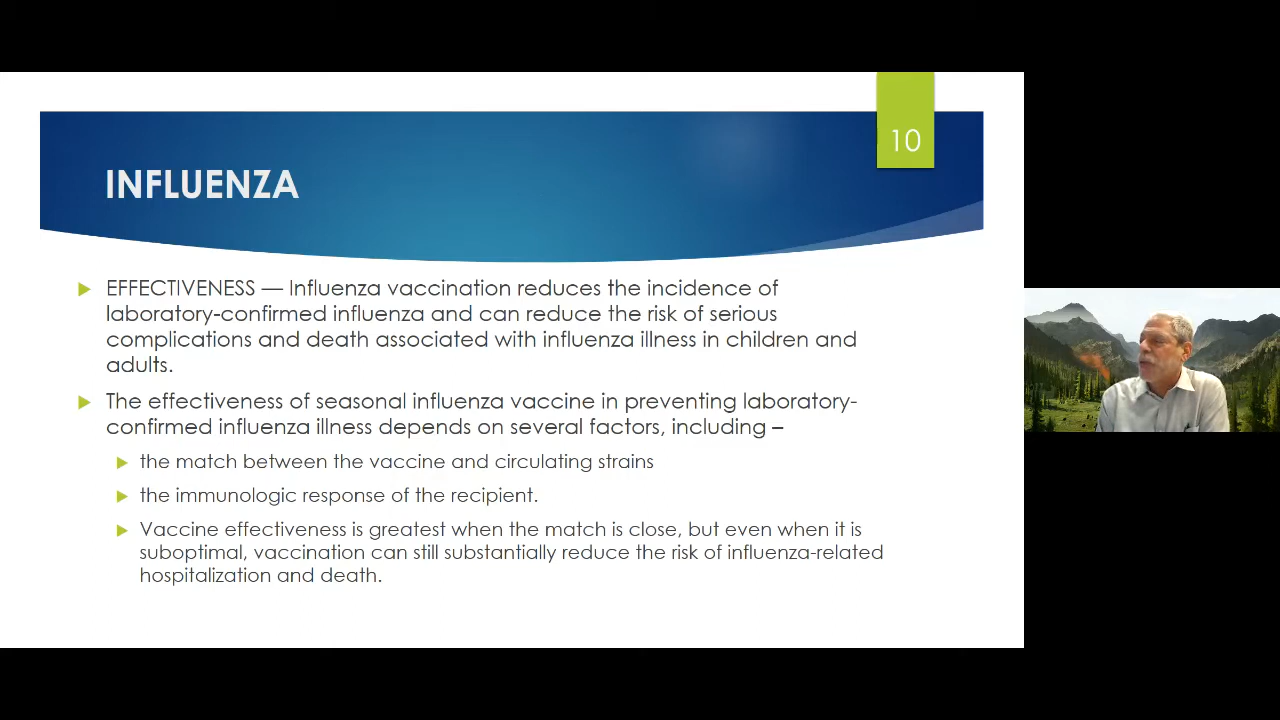 10
INFLUENZA
EFFECTIVENESS — Influenza vaccination reduces the incidence of
laboratory-confirmed influenza and can reduce the risk of serious
complications and death associated with influenza illness in children and
adults.
The effectiveness of seasonal influenza vaccine in preventing laboratory-
confirmed influenza illness depends on several factors, including –
the match between the vaccine and circulating strains
the immunologic response of the recipient.
Vaccine effectiveness is greatest when the match is close, but even when it is
suboptimal, vaccination can still substantially reduce the risk of influenza-related
hospitalization and death.